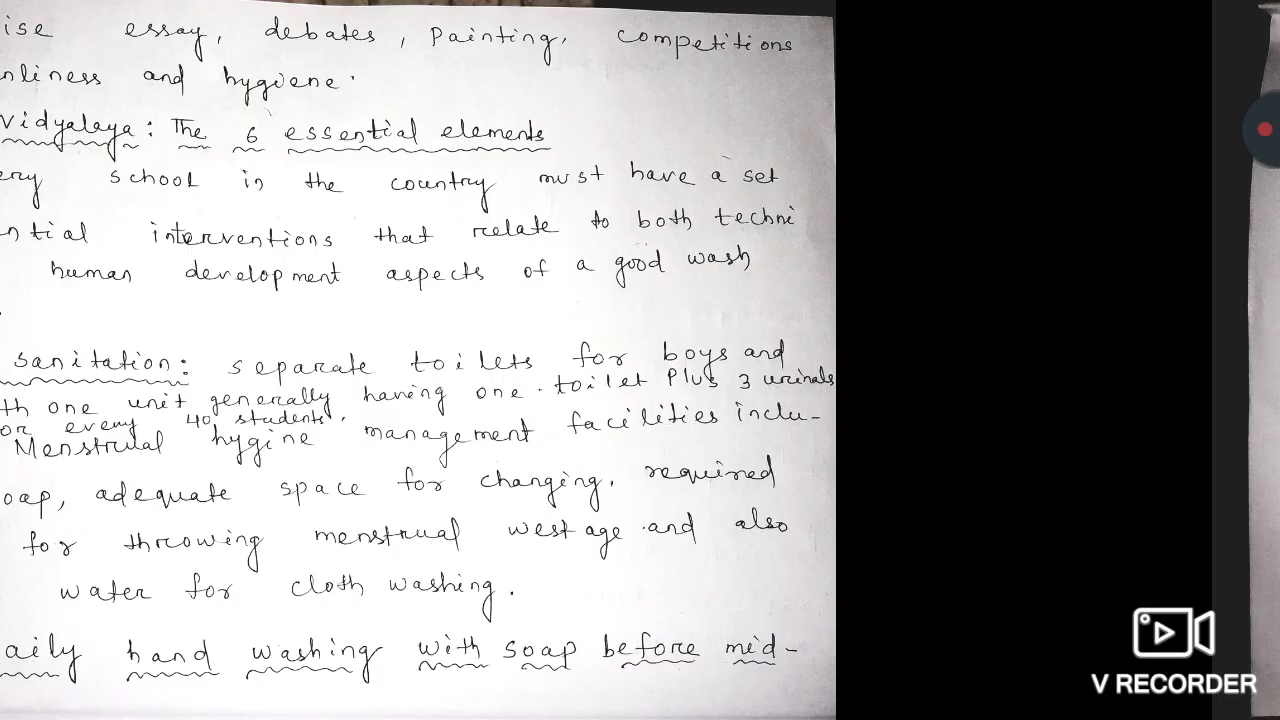 ise essay, debates, painting, competitions
nliness and hygiene.
vidyalaya: The 6 essential elements
ery school in the country must have a set
ntial interventions that relate to both techni
human development aspects of a good wash
sanitation: separate toilets for boys and
th one unit generally having one toilet plus 3 urinals
or every 40 students.
Menstrual hygine management facilities inclu-
oap, adequate space for changing, required
for throwing menstrual westage and also
water for cloth washing.
aily hand washing with soap before mid-
V RECORDER